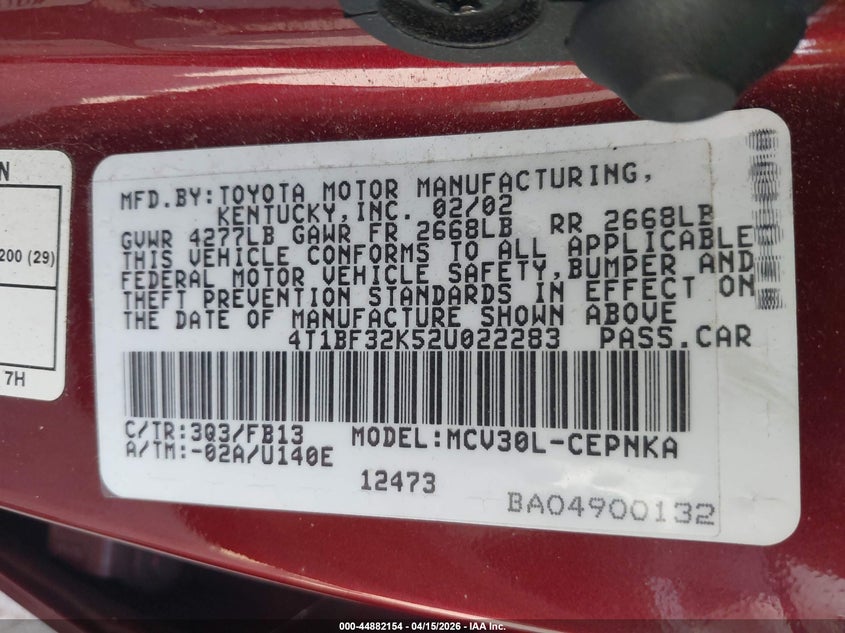 N
200 (29)
7H
MFD.BY:TOYOTA MOTOR MANUFACTURING,
KENTUCKY,INC. 02/02
GVWR 4277LB GAWR FR 2668LB RR 2668LB
THIS VEHICLE CONFORMS TO ALL APPLICABLE
FEDERAL MOTOR VEHICLE SAFETY,BUMPER AND
THEFT PREVENTION STANDARDS IN EFFECT ON
THE DATE OF MANUFACTURE SHOWN ABOVE
4T1BF32K52U022283 PASS.CAR
C/TR:3Q3/FB13 MODEL:MCV30L-CEPNKA
A/TM:-02A/U140E
12473
BA04900132
000-44882154 - 04/15/2026 - IAA Inc.